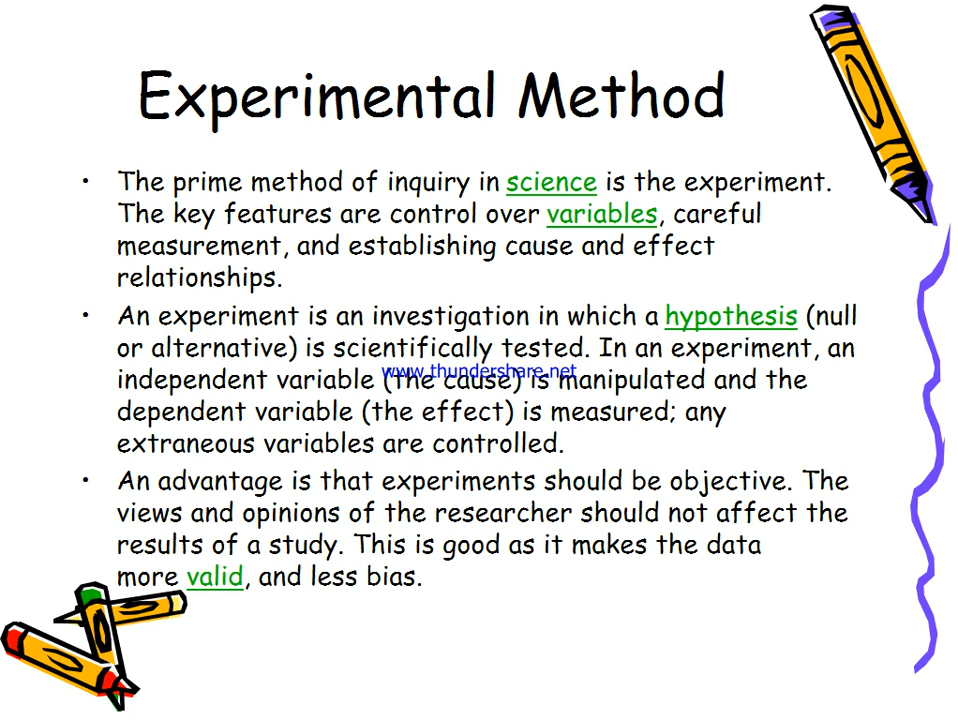 Experimental Method
• The prime method of inquiry in science is the experiment.
The key features are control over variables, careful
measurement, and establishing cause and effect
relationships.
• An experiment is an investigation in which a hypothesis (null
or alternative) is scientifically tested. In an experiment, an
www.thundershare.net
independent variable (the cause) is manipulated and the
dependent variable (the effect) is measured; any
extraneous variables are controlled.
• An advantage is that experiments should be objective. The
views and opinions of the researcher should not affect the
results of a study. This is good as it makes the data
more valid, and less bias.